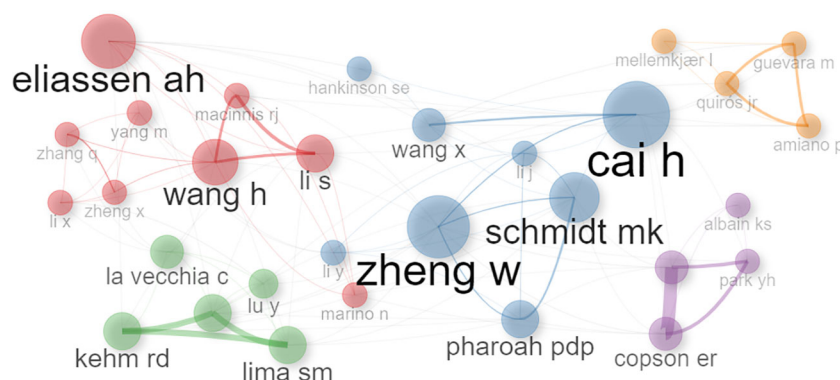 mellemkjær l
guevara m
eliassen ah
hankinson se
quiros jr
macinnis rj
yang m
zhang q
wang x
amiano p
cai h
li j
wang h
li s
li x
zheng x
albain ks
schmidt mk
la vecchia c
li y
zheng w
park yh
lu y
marino n
kehm rd
pharoah pdp
copson er
lima sm